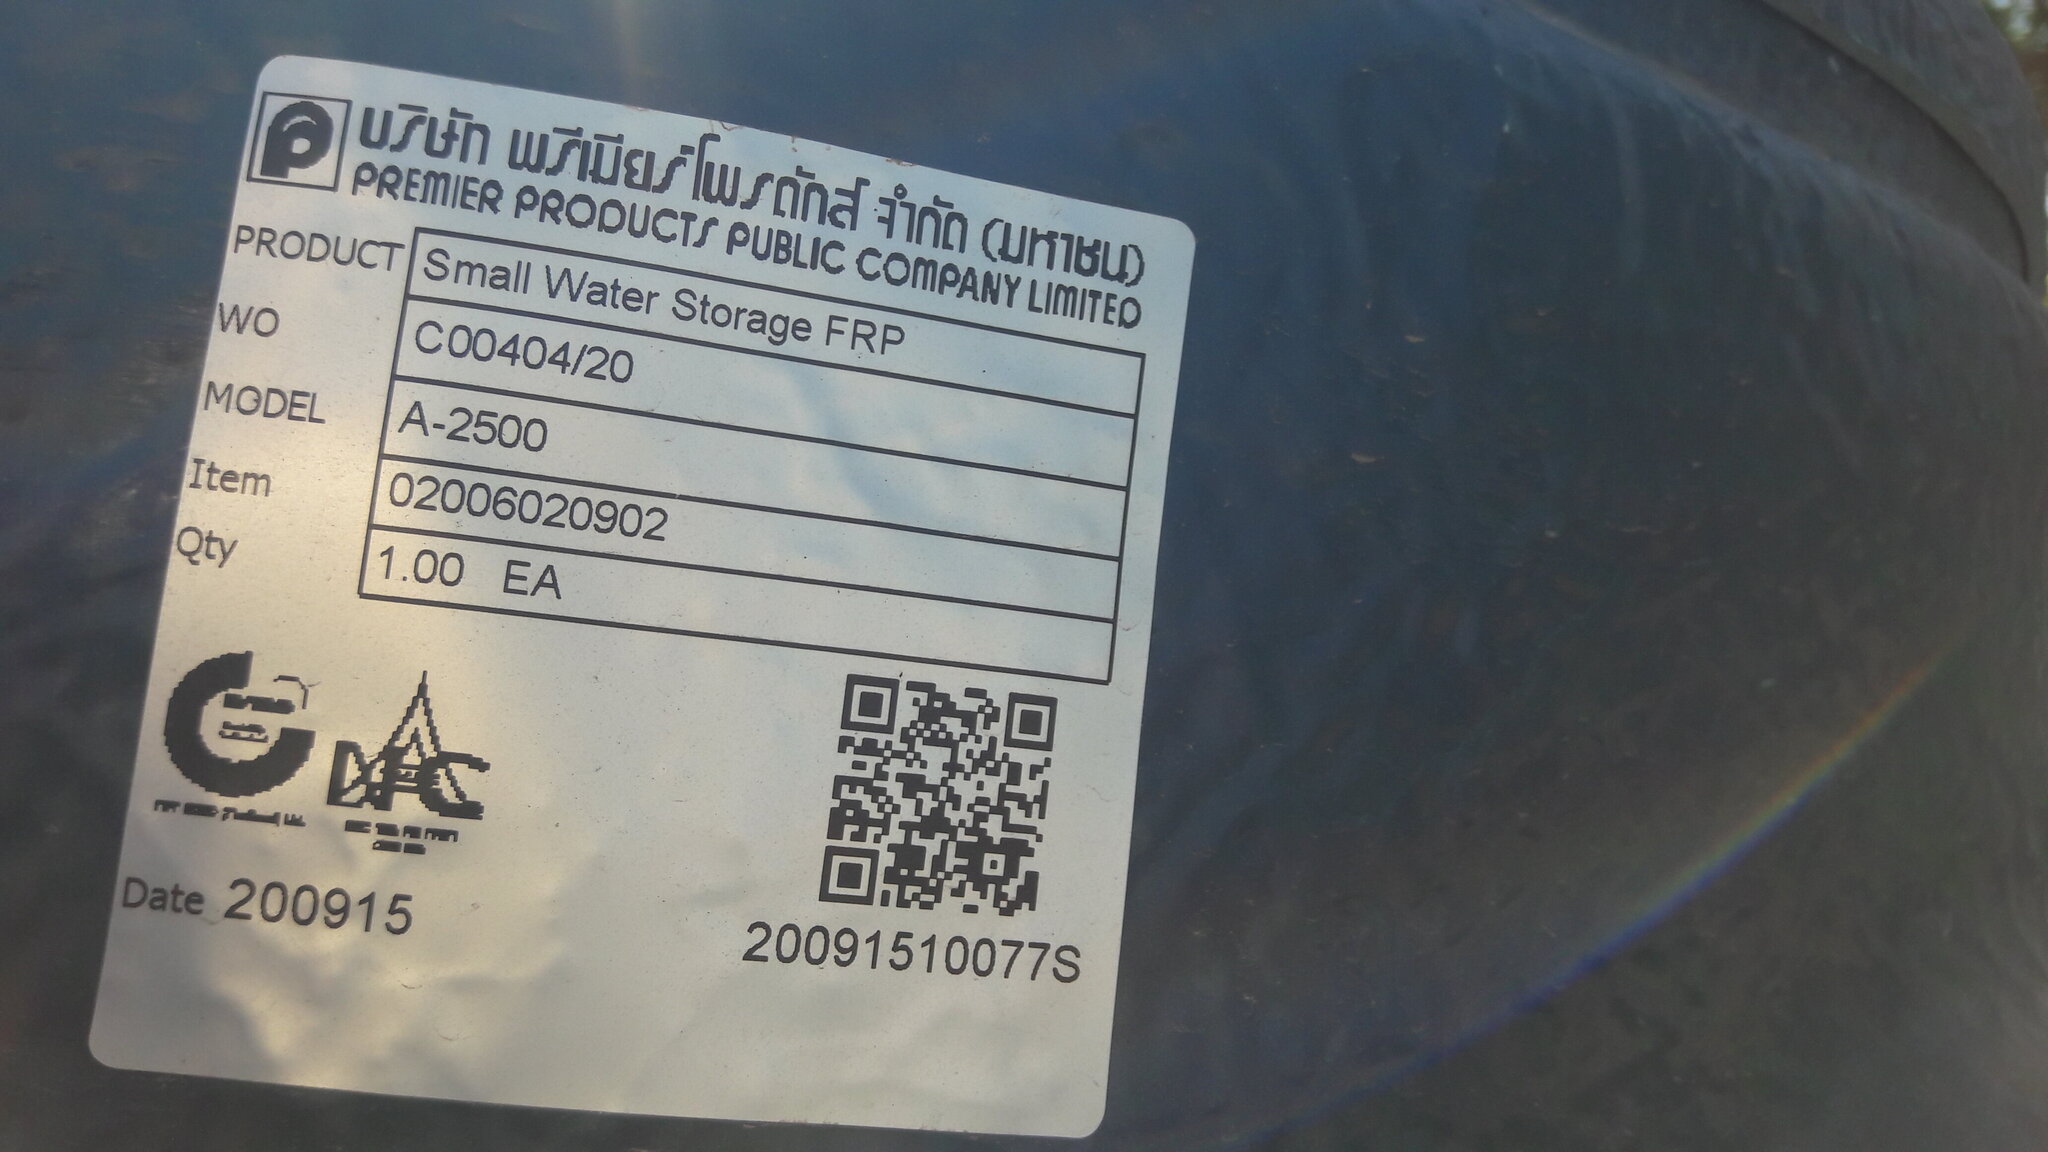 บริษัท พรีเมียร์ โพรดักส์ จำกัด (มหาชน)
PREMIER PRODUCTS PUBLIC COMPANY LIMITED
PRODUCT Small Water Storage FRP
WO C00404/20
MODEL A-2500
Item 02006020902
Qty 1.00 EA
Date 200915
20091510077S